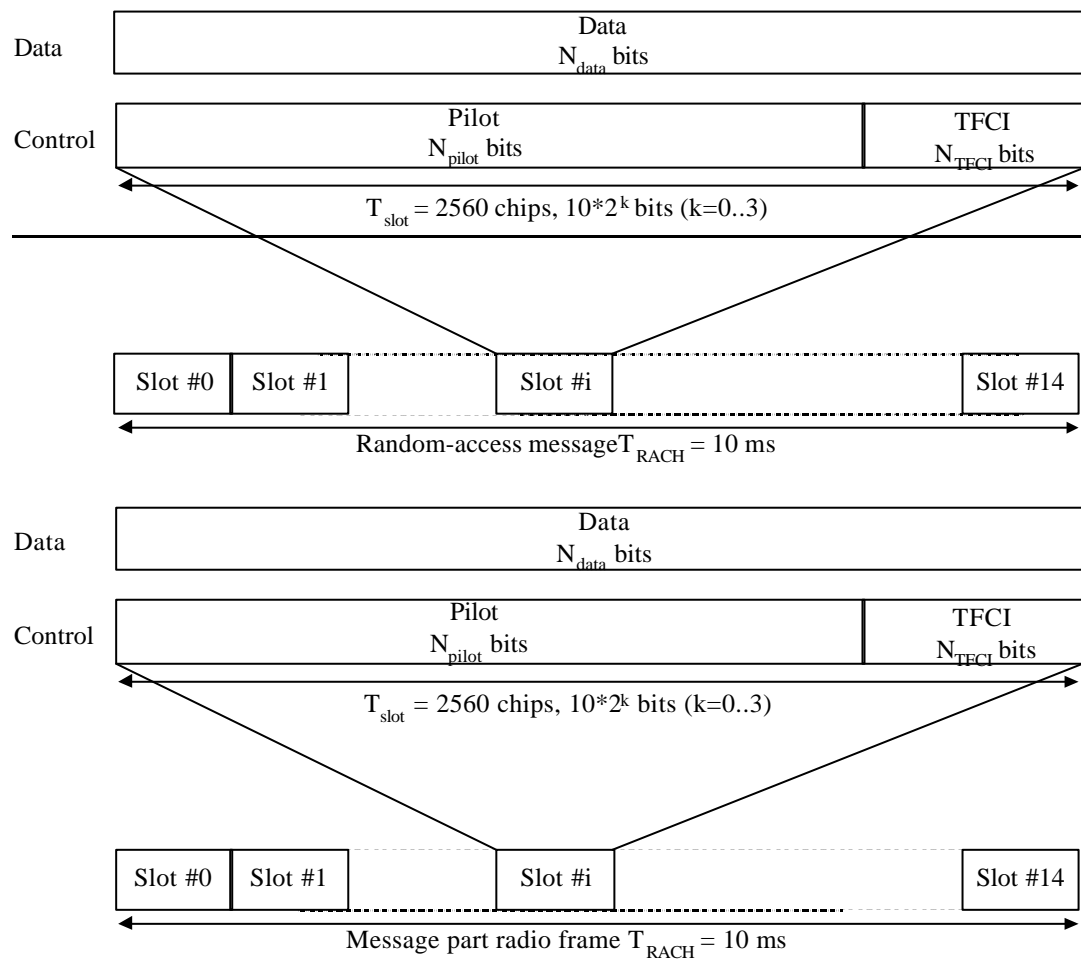 Data
Data
N_data bits
Control
Pilot
N_pilot bits
TFCI
N_TFCI bits
T_slot = 2560 chips, 10*2^k bits (k=0..3)
Slot #0 Slot #1 Slot #i Slot #14
Random-access messageT_RACH = 10 ms
Data
Data
N_data bits
Control
Pilot
N_pilot bits
TFCI
N_TFCI bits
T_slot = 2560 chips, 10*2^k bits (k=0..3)
Slot #0 Slot #1 Slot #i Slot #14
Message part radio frame T_RACH = 10 ms